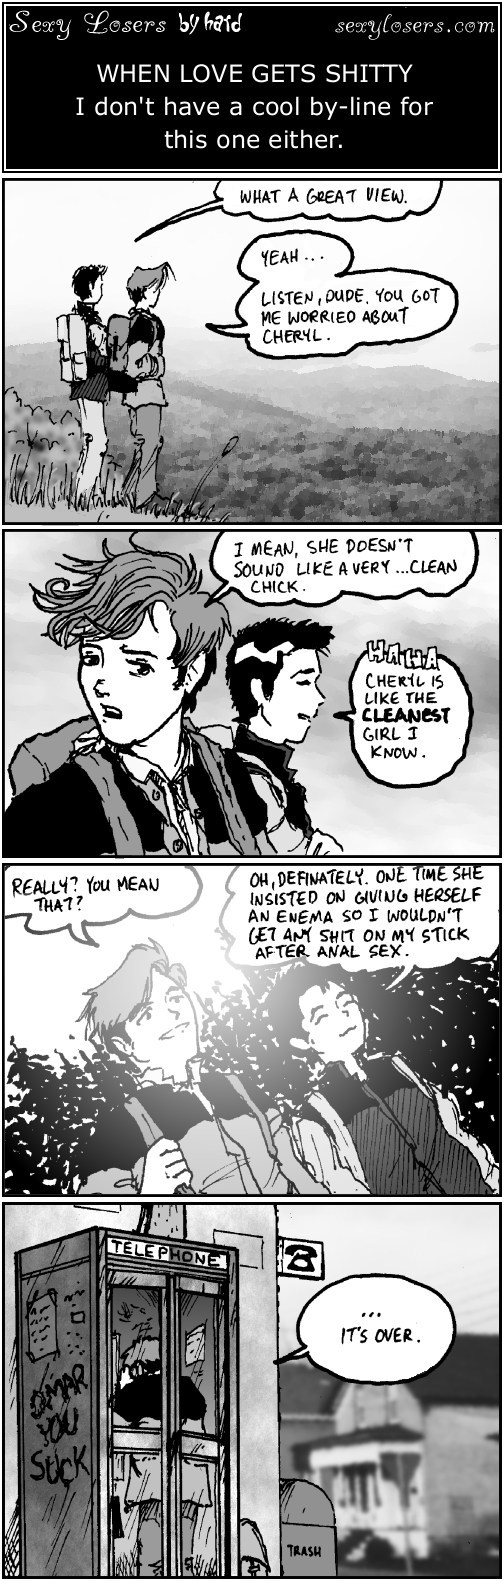 Sexy Losers by hard
sexylosers.com
WHEN LOVE GETS SHITTY
I don't have a cool by-line for
this one either.
WHAT A GREAT VIEW.
YEAH...
LISTEN, DUDE. YOU GOT
ME WORRIED ABOUT
CHERYL.
I MEAN, SHE DOESN'T
SOUND LIKE A VERY ...CLEAN
CHICK.
HAHA
CHERYL IS
LIKE THE
CLEANEST
GIRL I
KNOW.
REALLY? YOU MEAN
THAT?
OH, DEFINATELY. ONE TIME SHE
INSISTED ON GIVING HERSELF
AN ENEMA SO I WOULDN'T
GET ANY SHIT ON MY STICK
AFTER ANAL SEX.
TELEPHONE
...
IT'S OVER.
OMAR
YOU
SUCK
TRASH